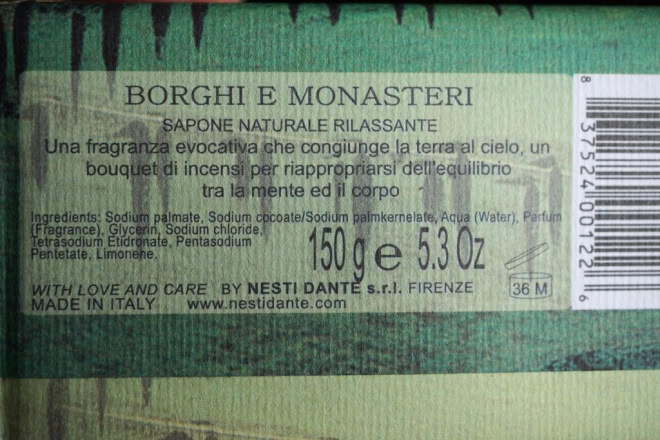 BORGHI E MONASTERI
SAPONE NATURALE RILASSANTE
Una fragranza evocativa che congiunge la terra al cielo, un
bouquet di incensi per riappropriarsi dell'equilibrio
tra la mente ed il corpo
Ingredients: Sodium palmate, Sodium cocoate/Sodium palmkernelate, Aqua (Water), Parfum
(Fragrance), Glycerin, Sodium chloride,
Tetrasodium Etidronate, Pentasodium
Pentetate, Limonene.
150 g e 5.3 Oz
36 M
WITH LOVE AND CARE BY NESTI DANTE s.r.l. FIRENZE
MADE IN ITALY www.nestidante.com
8 37524 00122 6